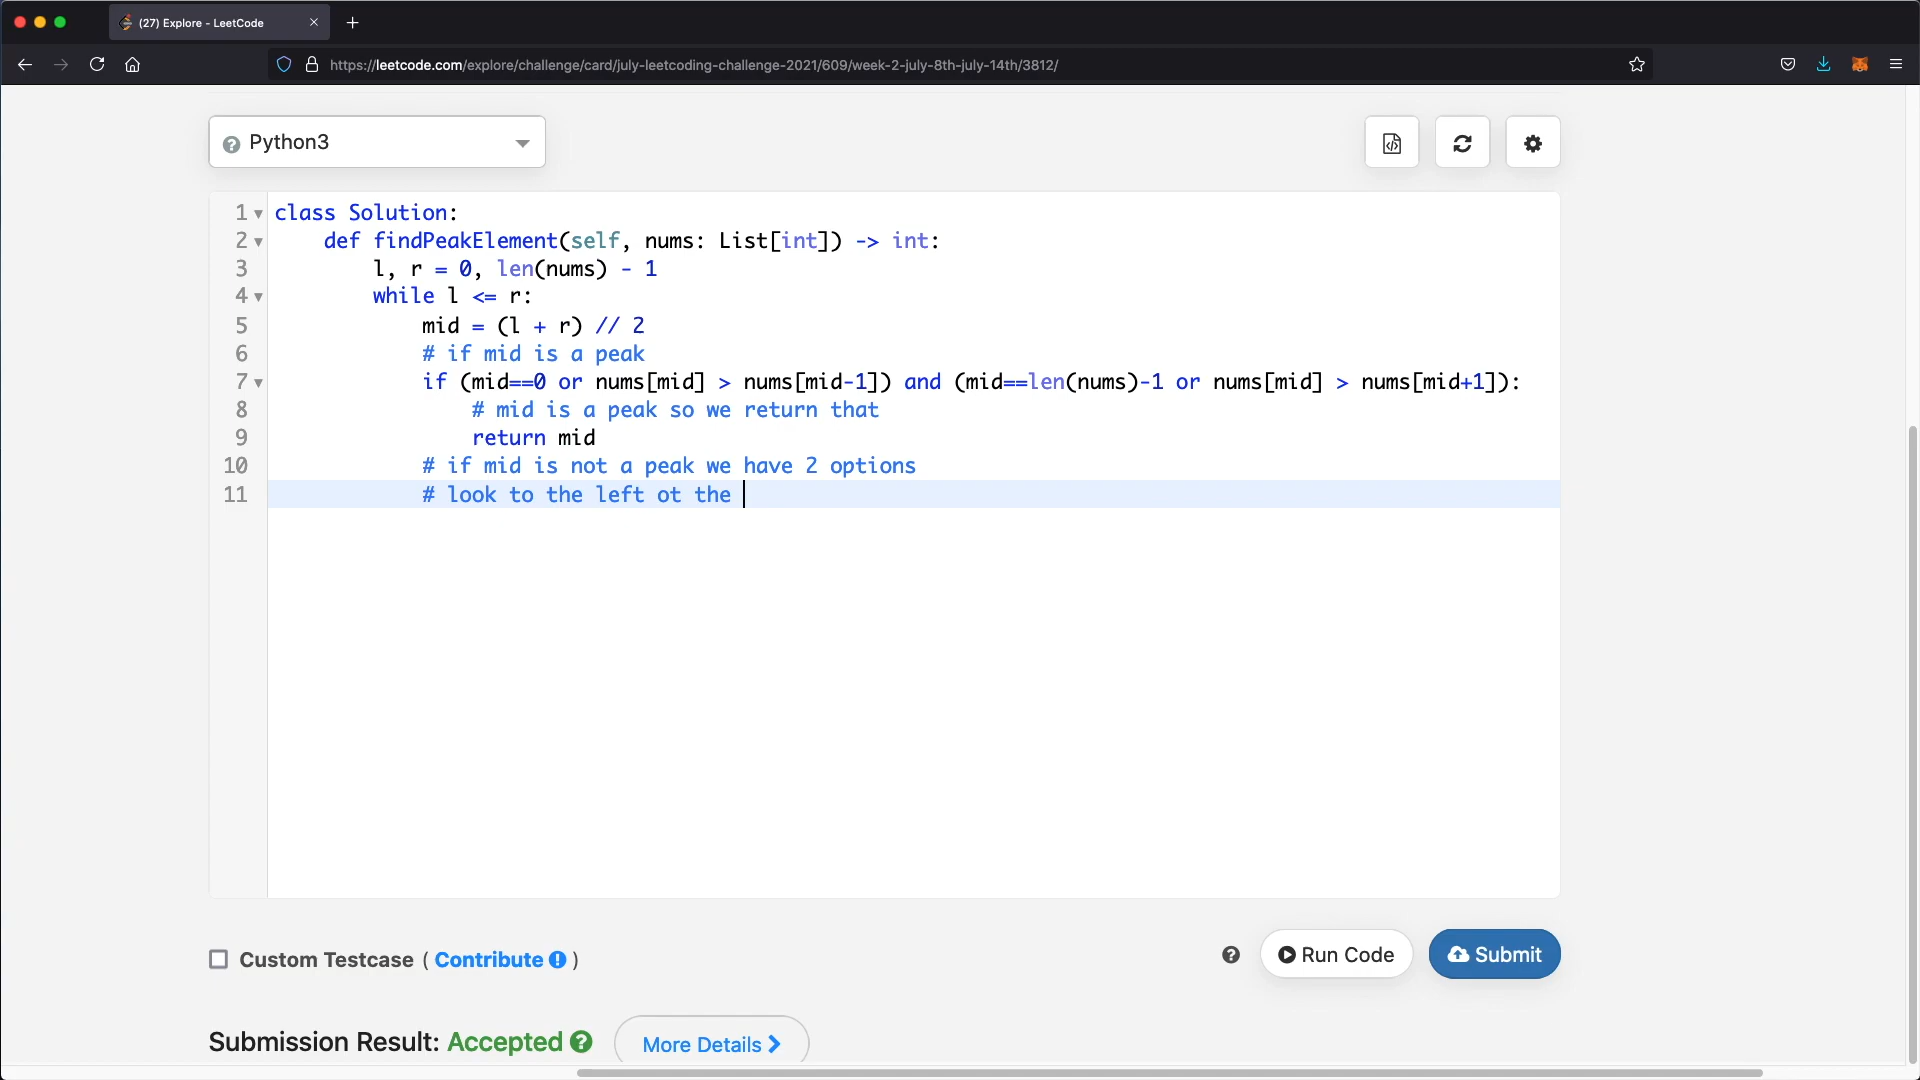 (27) Explore - LeetCode
https://leetcode.com/explore/challenge/card/july-leetcoding-challenge-2021/609/week-2-july-8th-july-14th/3812/
Python3
1 class Solution:
2     def findPeakElement(self, nums: List[int]) -> int:
3         l, r = 0, len(nums) - 1
4         while l <= r:
5             mid = (l + r) // 2
6             # if mid is a peak
7             if (mid==0 or nums[mid] > nums[mid-1]) and (mid==len(nums)-1 or nums[mid] > nums[mid+1]):
8                 # mid is a peak so we return that
9                 return mid
10             # if mid is not a peak we have 2 options
11             # look to the left ot the
Custom Testcase ( Contribute )
Run Code
Submit
Submission Result: Accepted
More Details